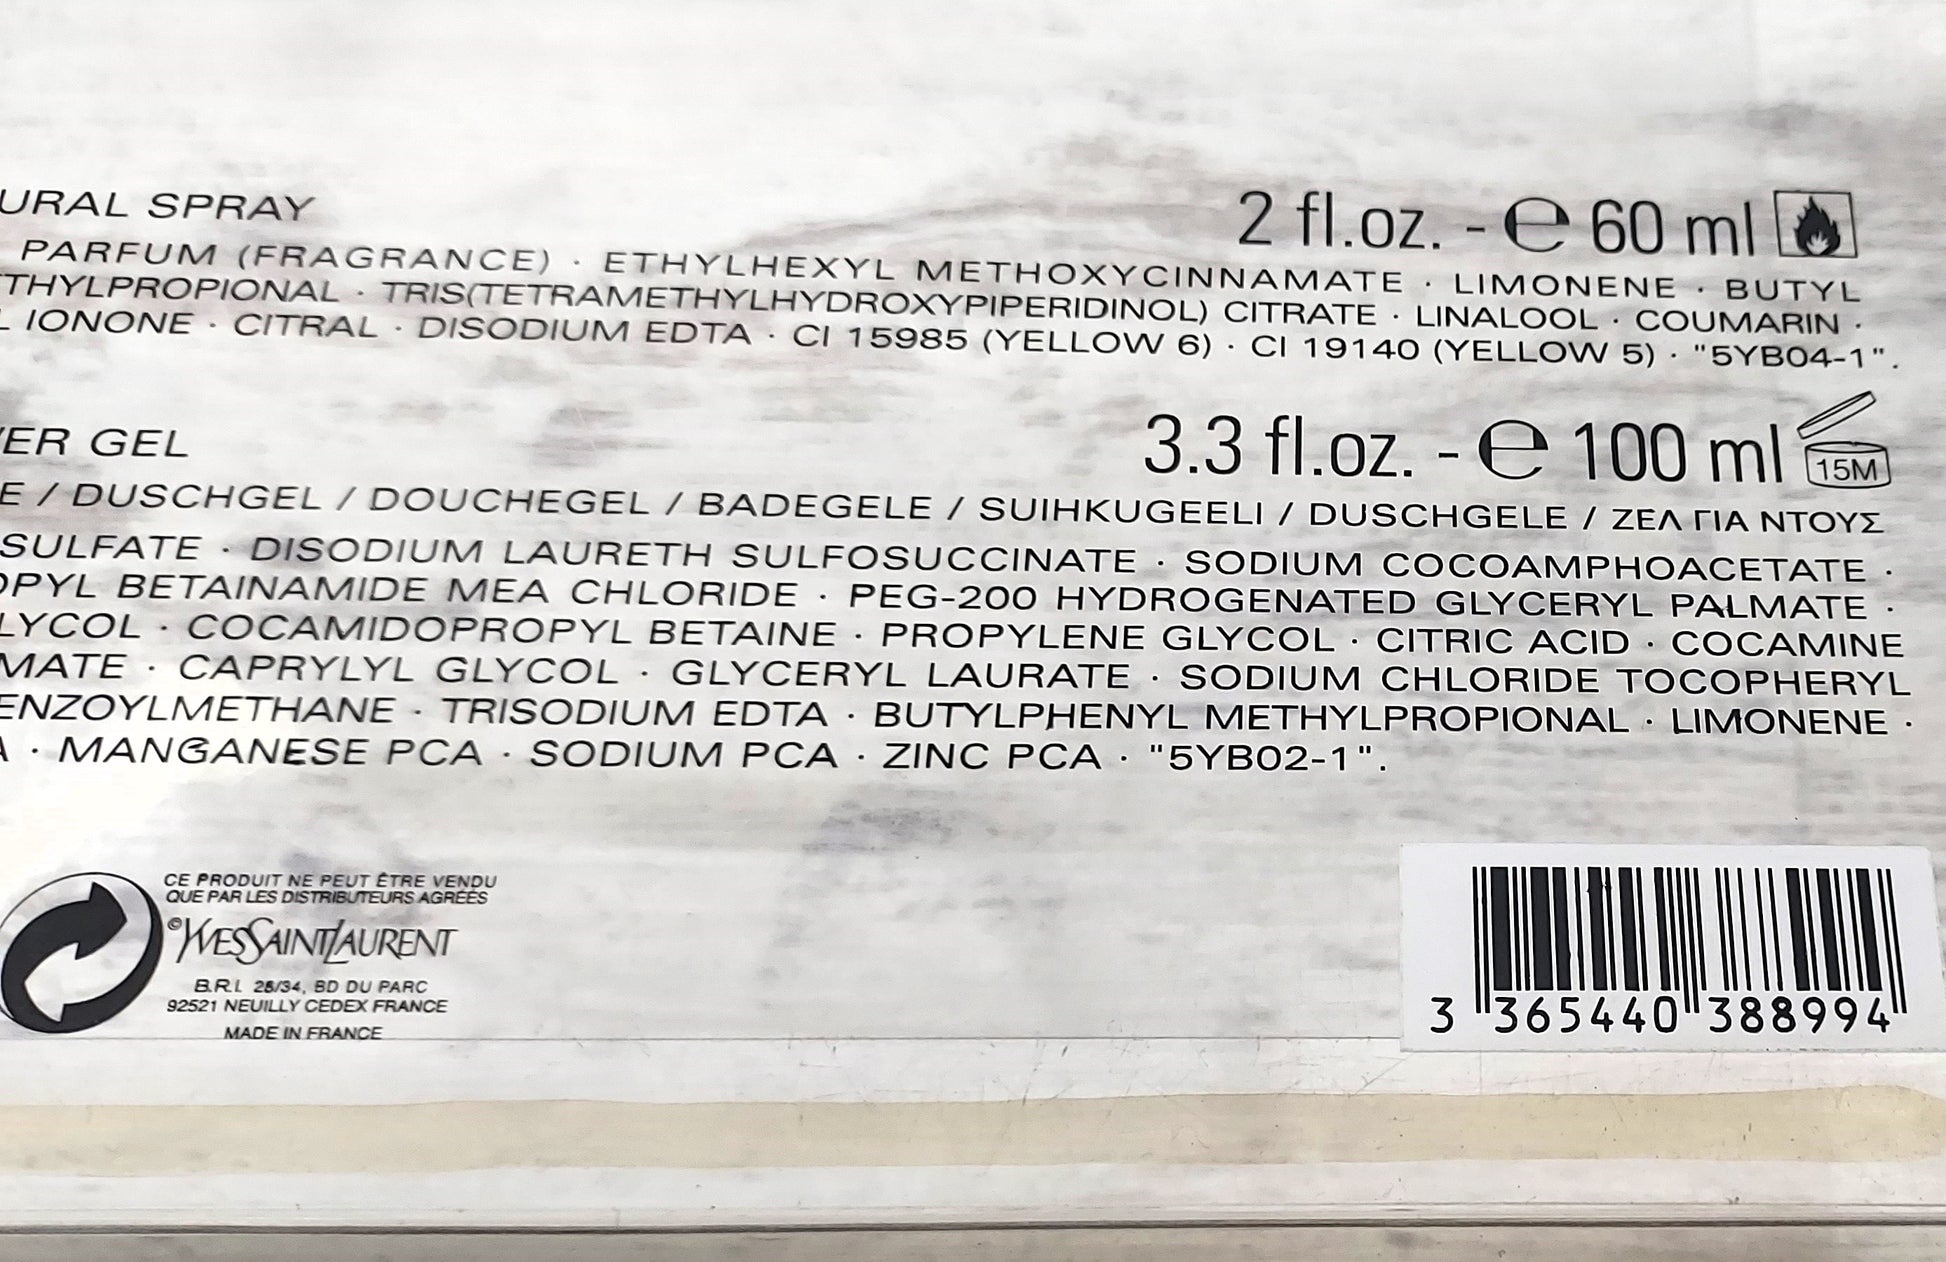 URAL SPRAY
2 fl.oz. - ℮ 60 ml
PARFUM (FRAGRANCE) · ETHYLHEXYL METHOXYCINNAMATE · LIMONENE · BUTYL
THYLPROPIONAL · TRIS(TETRAMETHYLHYDROXYPIPERIDINOL) CITRATE · LINALOOL · COUMARIN ·
L IONONE · CITRAL · DISODIUM EDTA · CI 15985 (YELLOW 6) · CI 19140 (YELLOW 5) · "5YB04-1".
ER GEL
3.3 fl.oz. - ℮ 100 ml
15M
E / DUSCHGEL / DOUCHEGEL / BADEGELE / SUIHKUGEELI / DUSCHGELE / ΖΕΛ ΓΙΑ ΝΤΟΥΣ
SULFATE · DISODIUM LAURETH SULFOSUCCINATE · SODIUM COCOAMPHOACETATE ·
OPYL BETAINAMIDE MEA CHLORIDE · PEG-200 HYDROGENATED GLYCERYL PALMATE ·
LYCOL · COCAMIDOPROPYL BETAINE · PROPYLENE GLYCOL · CITRIC ACID · COCAMINE
MATE · CAPRYLYL GLYCOL · GLYCERYL LAURATE · SODIUM CHLORIDE TOCOPHERYL
ENZOYLMETHANE · TRISODIUM EDTA · BUTYLPHENYL METHYLPROPIONAL · LIMONENE ·
A · MANGANESE PCA · SODIUM PCA · ZINC PCA · "5YB02-1".
CE PRODUIT NE PEUT ÊTRE VENDU
QUE PAR LES DISTRIBUTEURS AGRÉÉS
©YVESSAINTLAURENT
B.R.I. 28/34, BD DU PARC
92521 NEUILLY CEDEX FRANCE
MADE IN FRANCE
3 365440 388994